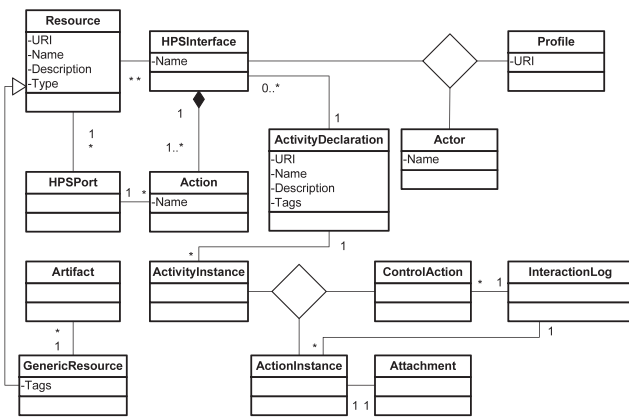 Resource
-URI
-Name
-Description
-Type
HPSInterface
-Name
Profile
-URI
* *
0..*
1
1
1
*
1..*
ActivityDeclaration
-URI
-Name
-Description
-Tags
Actor
-Name
HPSPort
1 *
Action
-Name
1
*
Artifact
ActivityInstance
ControlAction
* 1
InteractionLog
*
1
*
1
GenericResource
-Tags
ActionInstance
Attachment
1 1